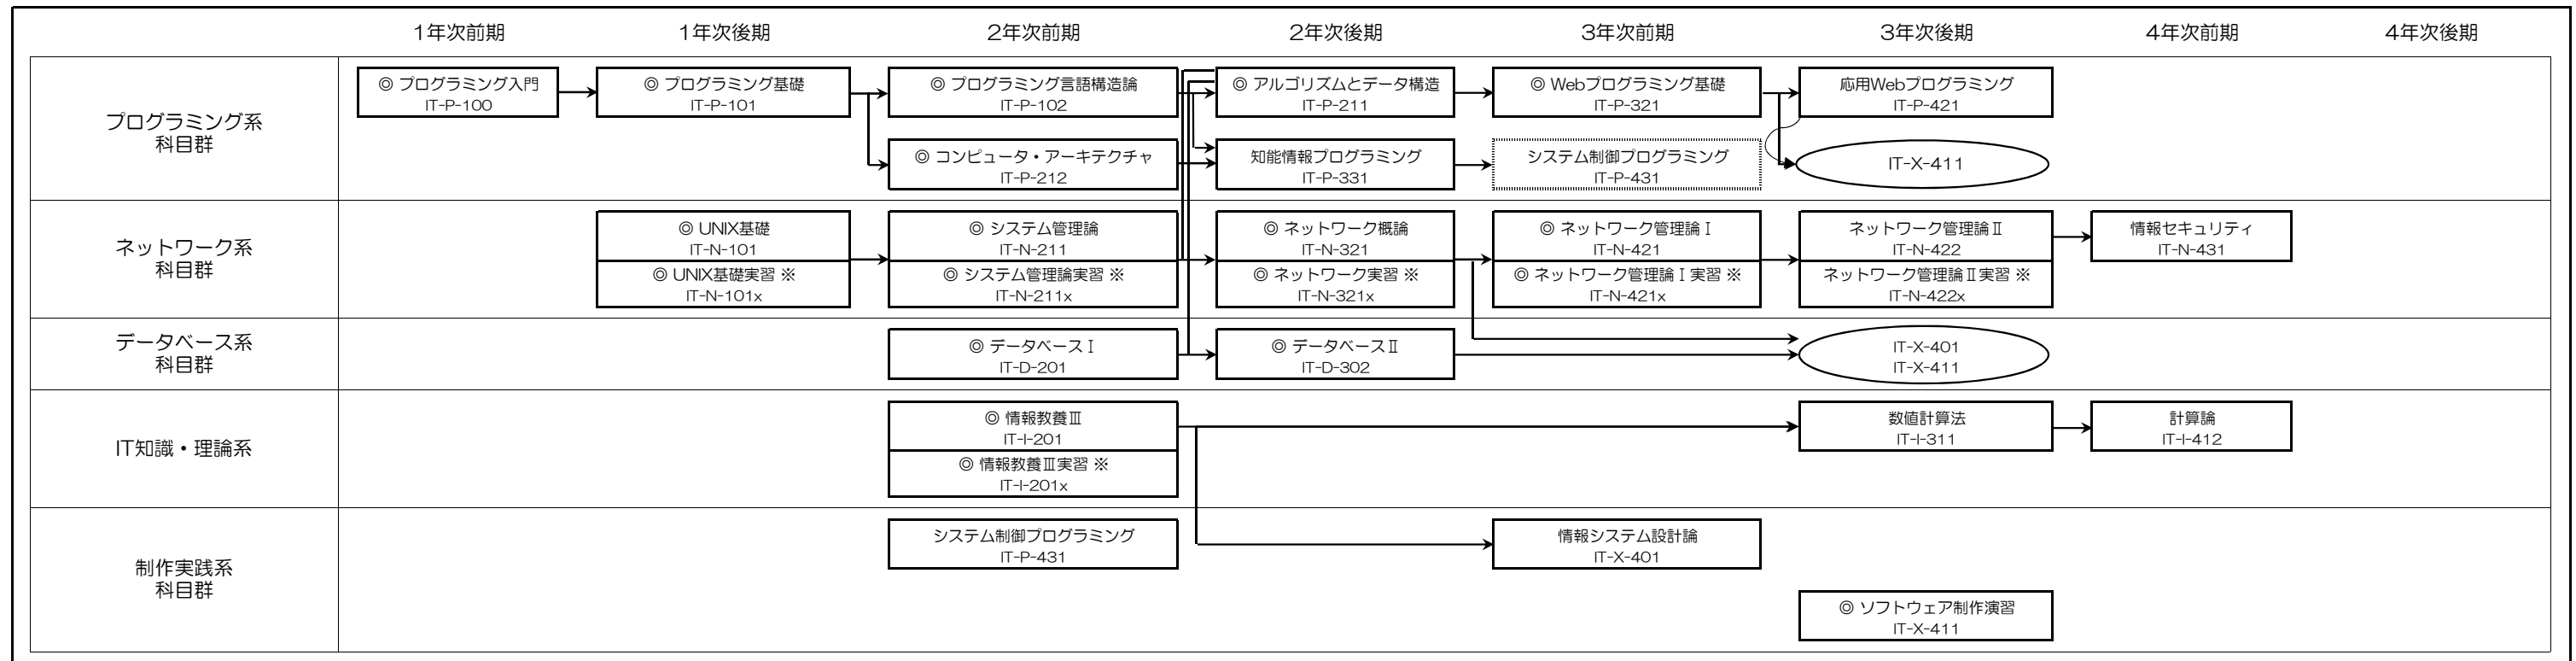 1年次前期
1年次後期
2年次前期
2年次後期
3年次前期
3年次後期
4年次前期
4年次後期
プログラミング系
科目群
◎ プログラミング入門
IT-P-100
◎ プログラミング基礎
IT-P-101
◎ プログラミング言語構造論
IT-P-102
◎ アルゴリズムとデータ構造
IT-P-211
◎ Webプログラミング基礎
IT-P-321
応用Webプログラミング
IT-P-421
◎ コンピュータ・アーキテクチャ
IT-P-212
知能情報プログラミング
IT-P-331
システム制御プログラミング
IT-P-431
IT-X-411
ネットワーク系
科目群
◎ UNIX基礎
IT-N-101
◎ UNIX基礎実習 ※
IT-N-101x
◎ システム管理論
IT-N-211
◎ システム管理論実習 ※
IT-N-211x
◎ ネットワーク概論
IT-N-321
◎ ネットワーク実習 ※
IT-N-321x
◎ ネットワーク管理論Ⅰ
IT-N-421
◎ ネットワーク管理論Ⅰ実習 ※
IT-N-421x
ネットワーク管理論Ⅱ
IT-N-422
ネットワーク管理論Ⅱ実習 ※
IT-N-422x
情報セキュリティ
IT-N-431
データベース系
科目群
◎ データベースⅠ
IT-D-201
◎ データベースⅡ
IT-D-302
IT-X-401
IT-X-411
IT知識・理論系
◎ 情報教養Ⅲ
IT-I-201
◎ 情報教養Ⅲ実習 ※
IT-I-201x
数値計算法
IT-I-311
計算論
IT-I-412
制作実践系
科目群
システム制御プログラミング
IT-P-431
情報システム設計論
IT-X-401
◎ ソフトウェア制作演習
IT-X-411